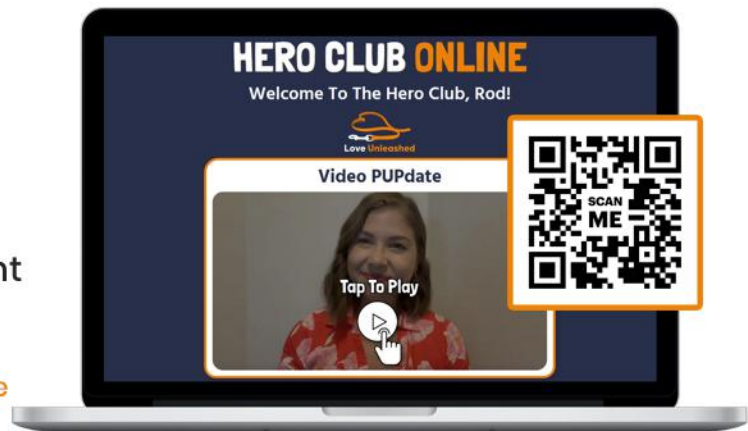 HERO CLUB ONLINE
Welcome To The Hero Club, Rod!
Love Unleashed
Video PUPdate
Tap To Play
SCAN
ME
nt
e